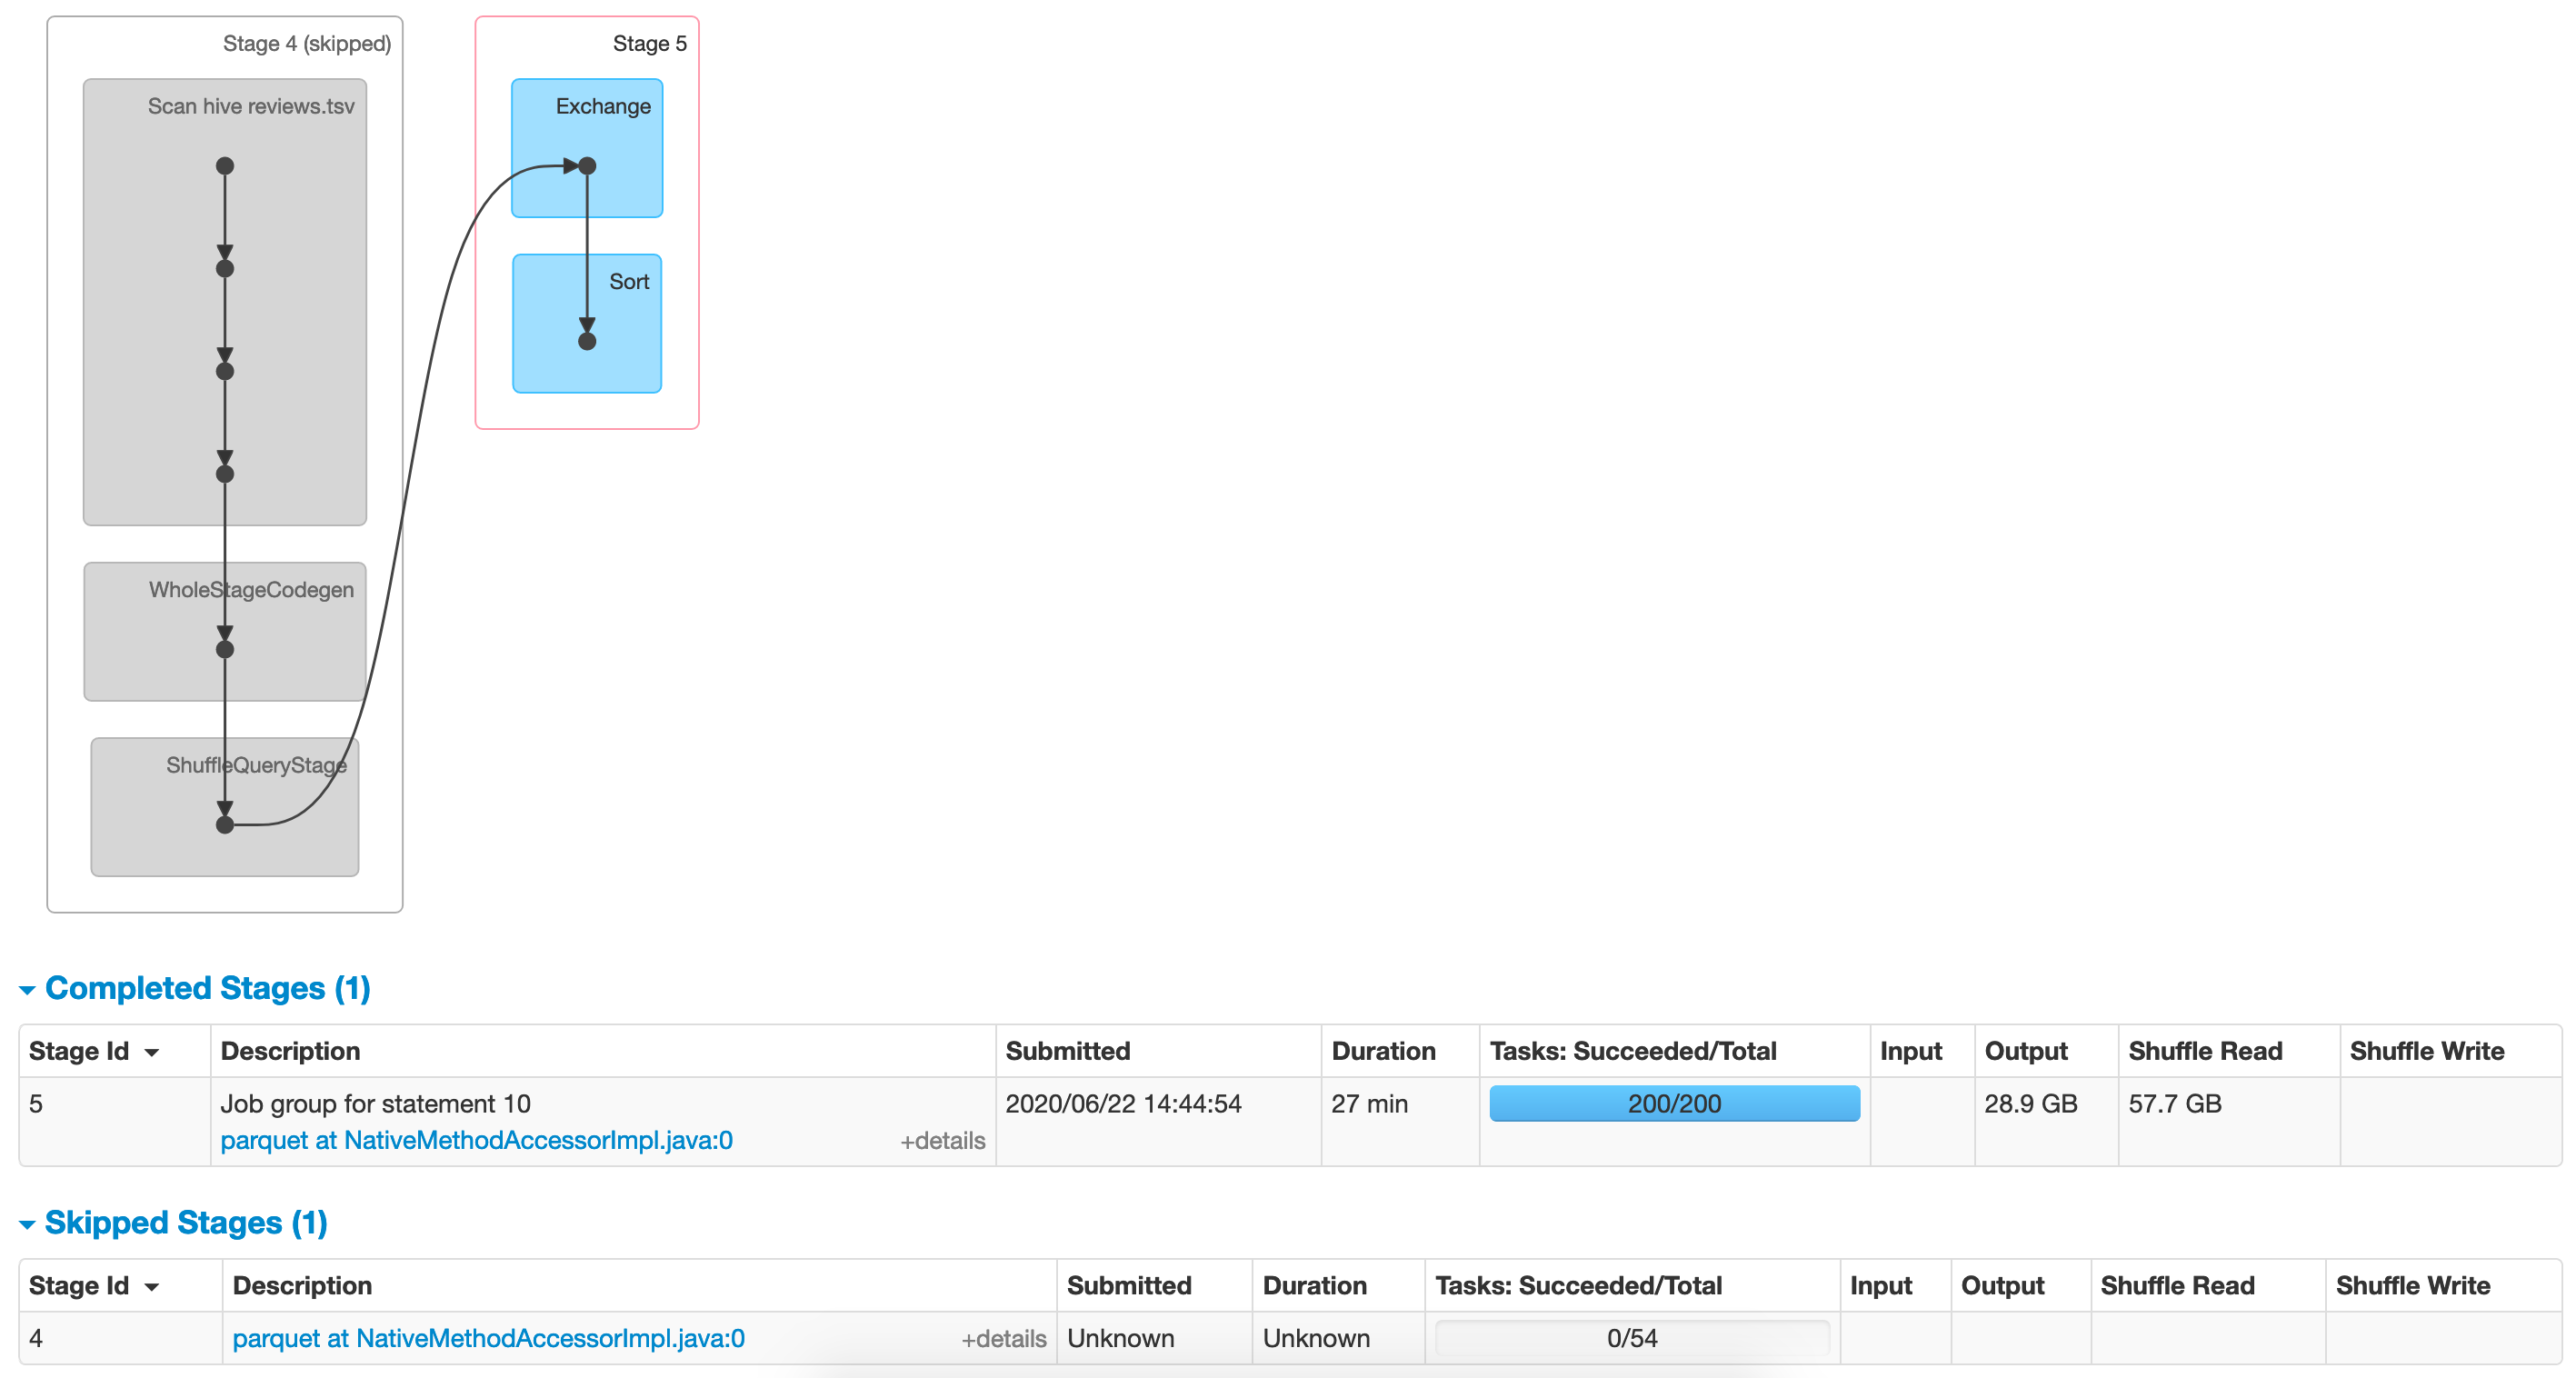 Stage 4 (skipped)
Scan hive reviews.tsv
WholeStageCodegen
ShuffleQueryStage
Stage 5
Exchange
Sort
Completed Stages (1)
Stage Id Description Submitted Duration Tasks: Succeeded/Total Input Output Shuffle Read Shuffle Write
5 Job group for statement 10 2020/06/22 14:44:54 27 min 200/200 28.9 GB 57.7 GB
parquet at NativeMethodAccessorImpl.java:0 +details
Skipped Stages (1)
Stage Id Description Submitted Duration Tasks: Succeeded/Total Input Output Shuffle Read Shuffle Write
4 parquet at NativeMethodAccessorImpl.java:0 +details Unknown Unknown 0/54